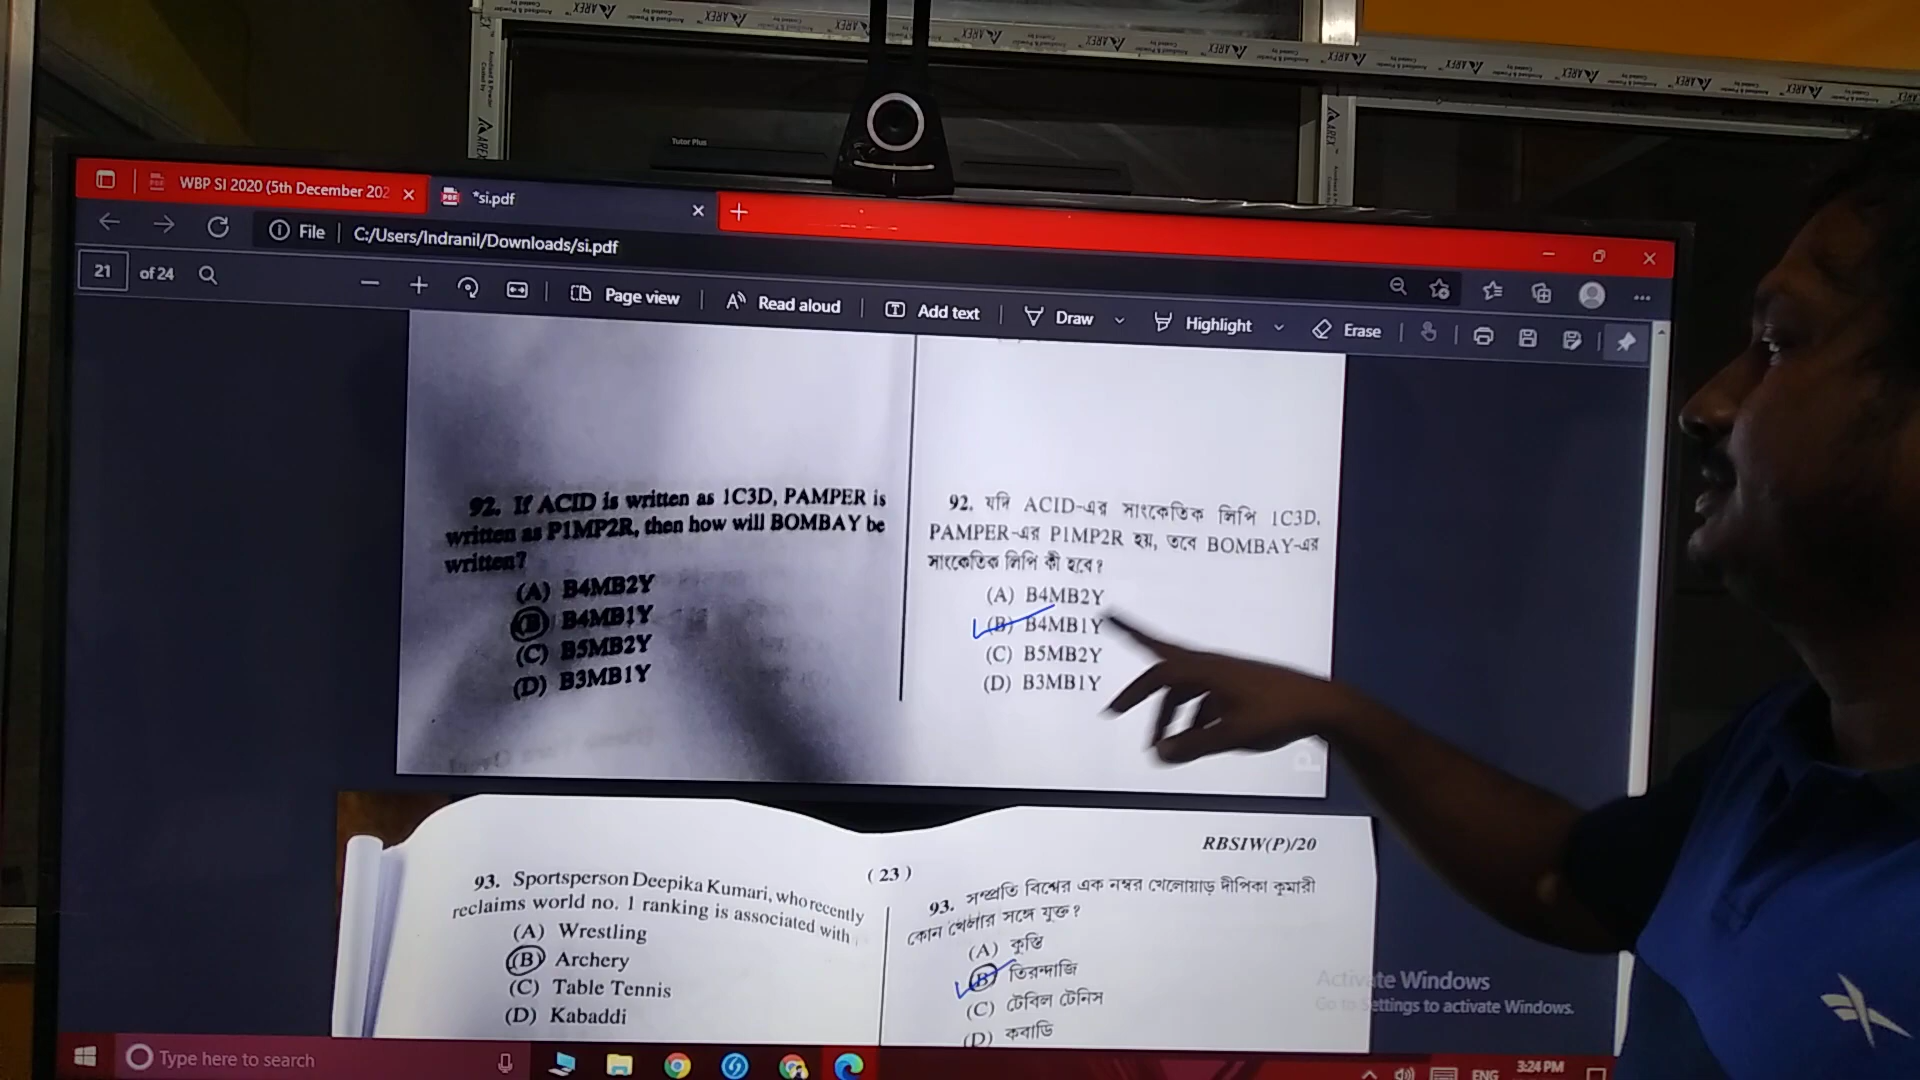 Tutor Plus
WBP SI 2020 (5th December 202
*si.pdf
File
C:/Users/Indranil/Downloads/si.pdf
21 of 24
Page view
Read aloud
Add text
Draw
Highlight
Erase
92. If ACID is written as 1C3D, PAMPER is
written as P1MP2R, then how will BOMBAY be
written?
(A) B4MB2Y
(B) B4MB1Y
(C) B5MB2Y
(D) B3MB1Y
92. যদি ACID-এর সাংকেতিক লিপি 1C3D,
PAMPER-এর P1MP2R হয়, তবে BOMBAY-এর
সাংকেতিক লিপি কী হবে?
(A) B4MB2Y
(B) B4MB1Y
(C) B5MB2Y
(D) B3MB1Y
RBSIW(P)/20
(23)
93. Sportsperson Deepika Kumari, who recently
reclaims world no. 1 ranking is associated with
(A) Wrestling
(B) Archery
(C) Table Tennis
(D) Kabaddi
93. সম্প্রতি বিশ্বের এক নম্বর খেলোয়াড় দীপিকা কুমারী
কোন খেলার সঙ্গে যুক্ত?
(A) কুস্তি
(B) তিরন্দাজি
(C) টেবিল টেনিস
(D) কবাডি
Activate Windows
Go to Settings to activate Windows.
Type here to search
ENG
3:24 PM
AREX